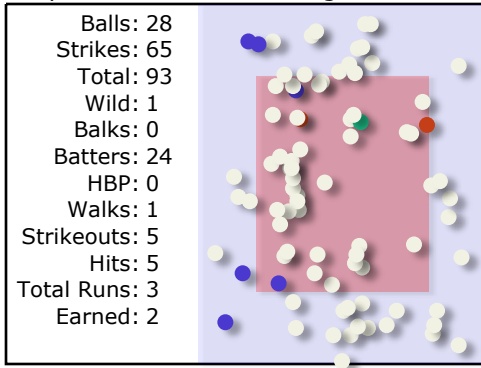 Balls: 28
Strikes: 65
Total: 93
Wild: 1
Balks: 0
Batters: 24
HBP: 0
Walks: 1
Strikeouts: 5
Hits: 5
Total Runs: 3
Earned: 2